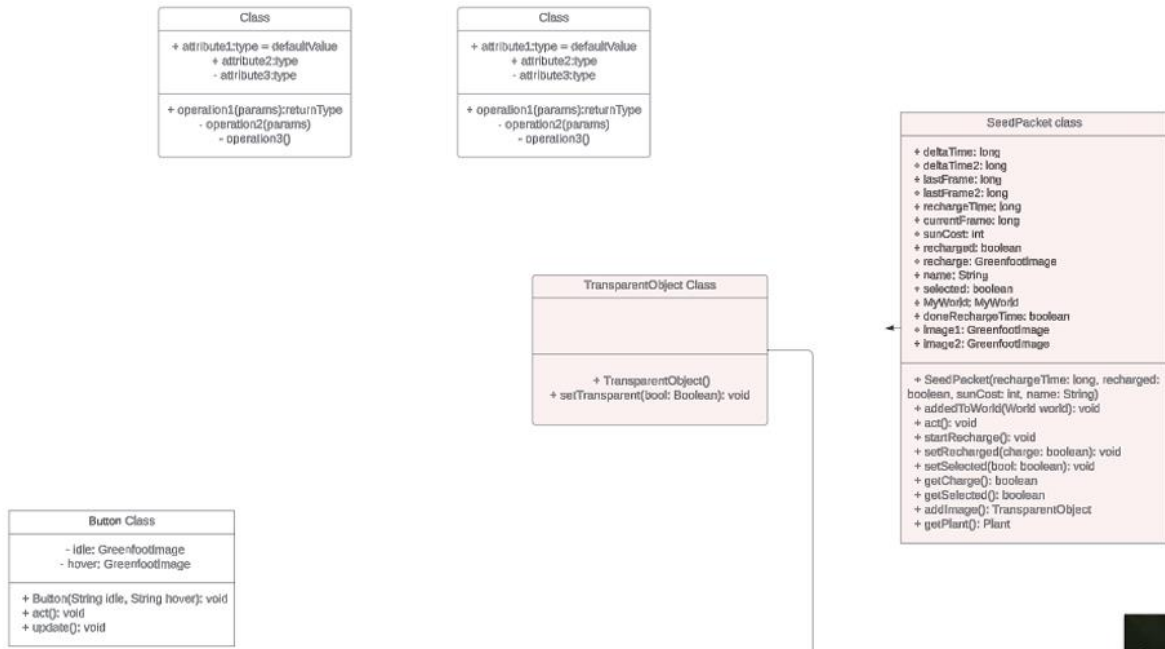 Class
+ attribute1:type = defaultValue
+ attribute2:type
- attribute3:type
+ operation1(params):returnType
- operation2(params)
- operation3()
Class
+ attribute1:type = defaultValue
+ attribute2:type
- attribute3:type
+ operation1(params):returnType
- operation2(params)
- operation3()
SeedPacket class
+ deltaTime: long
+ deltaTime2: long
+ lastFrame: long
+ lastFrame2: long
+ rechargeTime: long
+ currentFrame: long
+ sunCost: int
+ recharged: boolean
+ recharge: GreenfootImage
+ name: String
+ selected: boolean
+ MyWorld: MyWorld
+ doneRechargeTime: boolean
+ image1: GreenfootImage
+ image2: GreenfootImage
+ SeedPacket(rechargeTime: long, recharged:
boolean, sunCost: int, name: String)
+ addedToWorld(World world): void
+ act(): void
+ startRecharge(): void
+ setRecharged(charge: boolean): void
+ setSelected(bool: boolean): void
+ getCharge(): boolean
+ getSelected(): boolean
+ addImage(): TransparentObject
+ getPlant(): Plant
TransparentObject Class
+ TransparentObject()
+ setTransparent(bool: Boolean): void
Button Class
- idle: GreenfootImage
- hover: GreenfootImage
+ Button(String idle, String hover): void
+ act(): void
+ update(): void